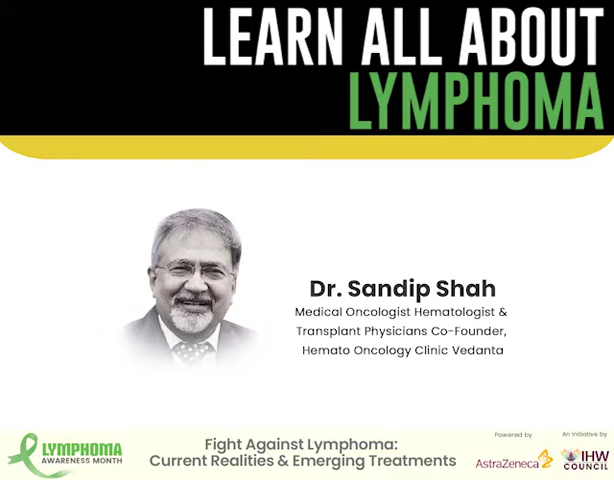 LEARN ALL ABOUT
LYMPHOMA
Dr. Sandip Shah
Medical Oncologist Hematologist &
Transplant Physicians Co-Founder,
Hemato Oncology Clinic Vedanta
LYMPHOMA
AWARENESS MONTH
Fight Against Lymphoma:
Current Realities & Emerging Treatments
Powered by
AstraZeneca
An Initiative by
IHW
COUNCIL